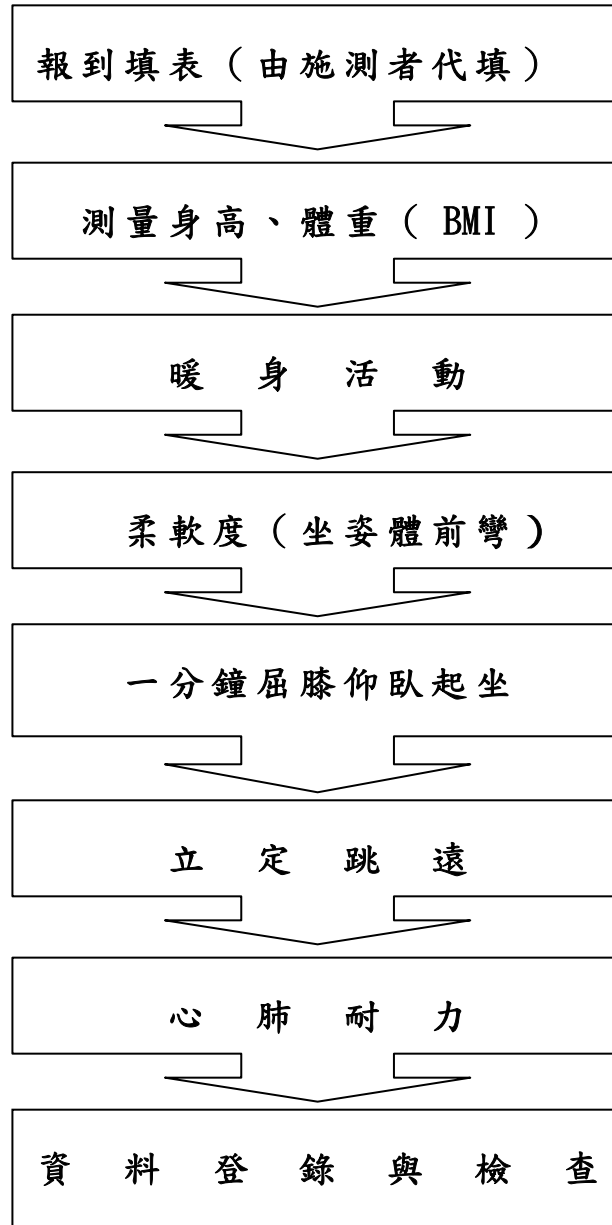 報到填表（由施測者代填）
測量身高、體重（BMI）
暖身活動
柔軟度（坐姿體前彎）
一分鐘屈膝仰臥起坐
立定跳遠
心肺耐力
資料登錄與檢查